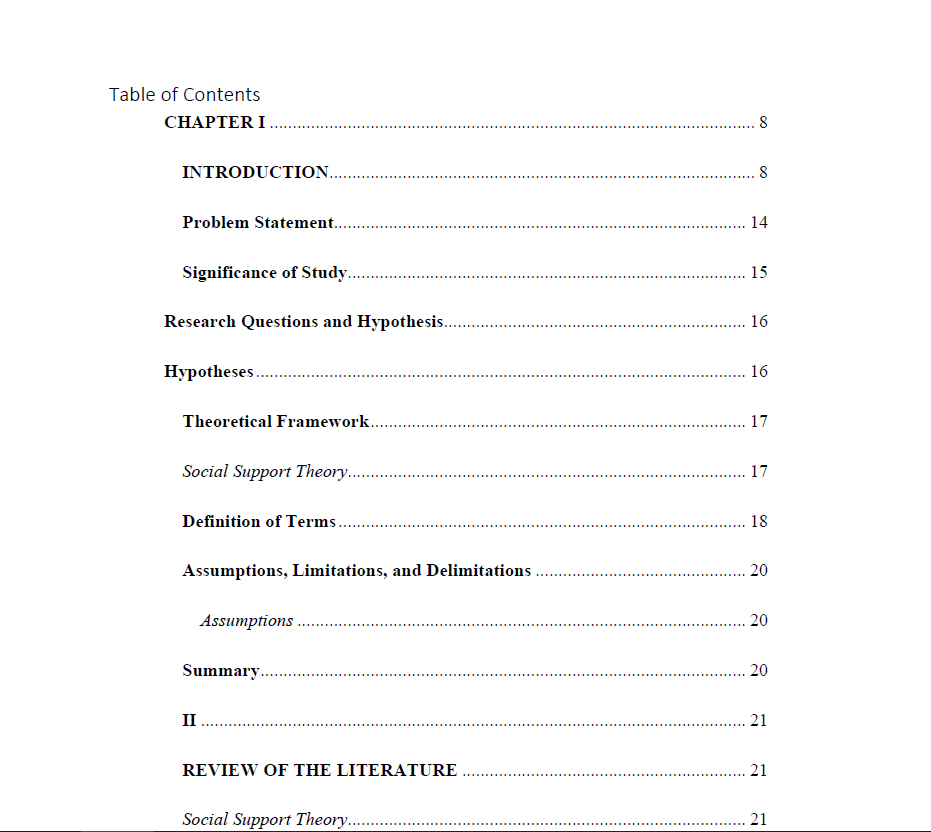 Table of Contents
CHAPTER I ........................................................................................................ 8
INTRODUCTION........................................................................................... 8
Problem Statement........................................................................................ 14
Significance of Study..................................................................................... 15
Research Questions and Hypothesis................................................................ 16
Hypotheses......................................................................................................... 16
Theoretical Framework................................................................................ 17
Social Support Theory..................................................................................... 17
Definition of Terms....................................................................................... 18
Assumptions, Limitations, and Delimitations ............................................. 20
Assumptions ................................................................................................ 20
Summary........................................................................................................ 20
II ..................................................................................................................... 21
REVIEW OF THE LITERATURE ............................................................. 21
Social Support Theory..................................................................................... 21